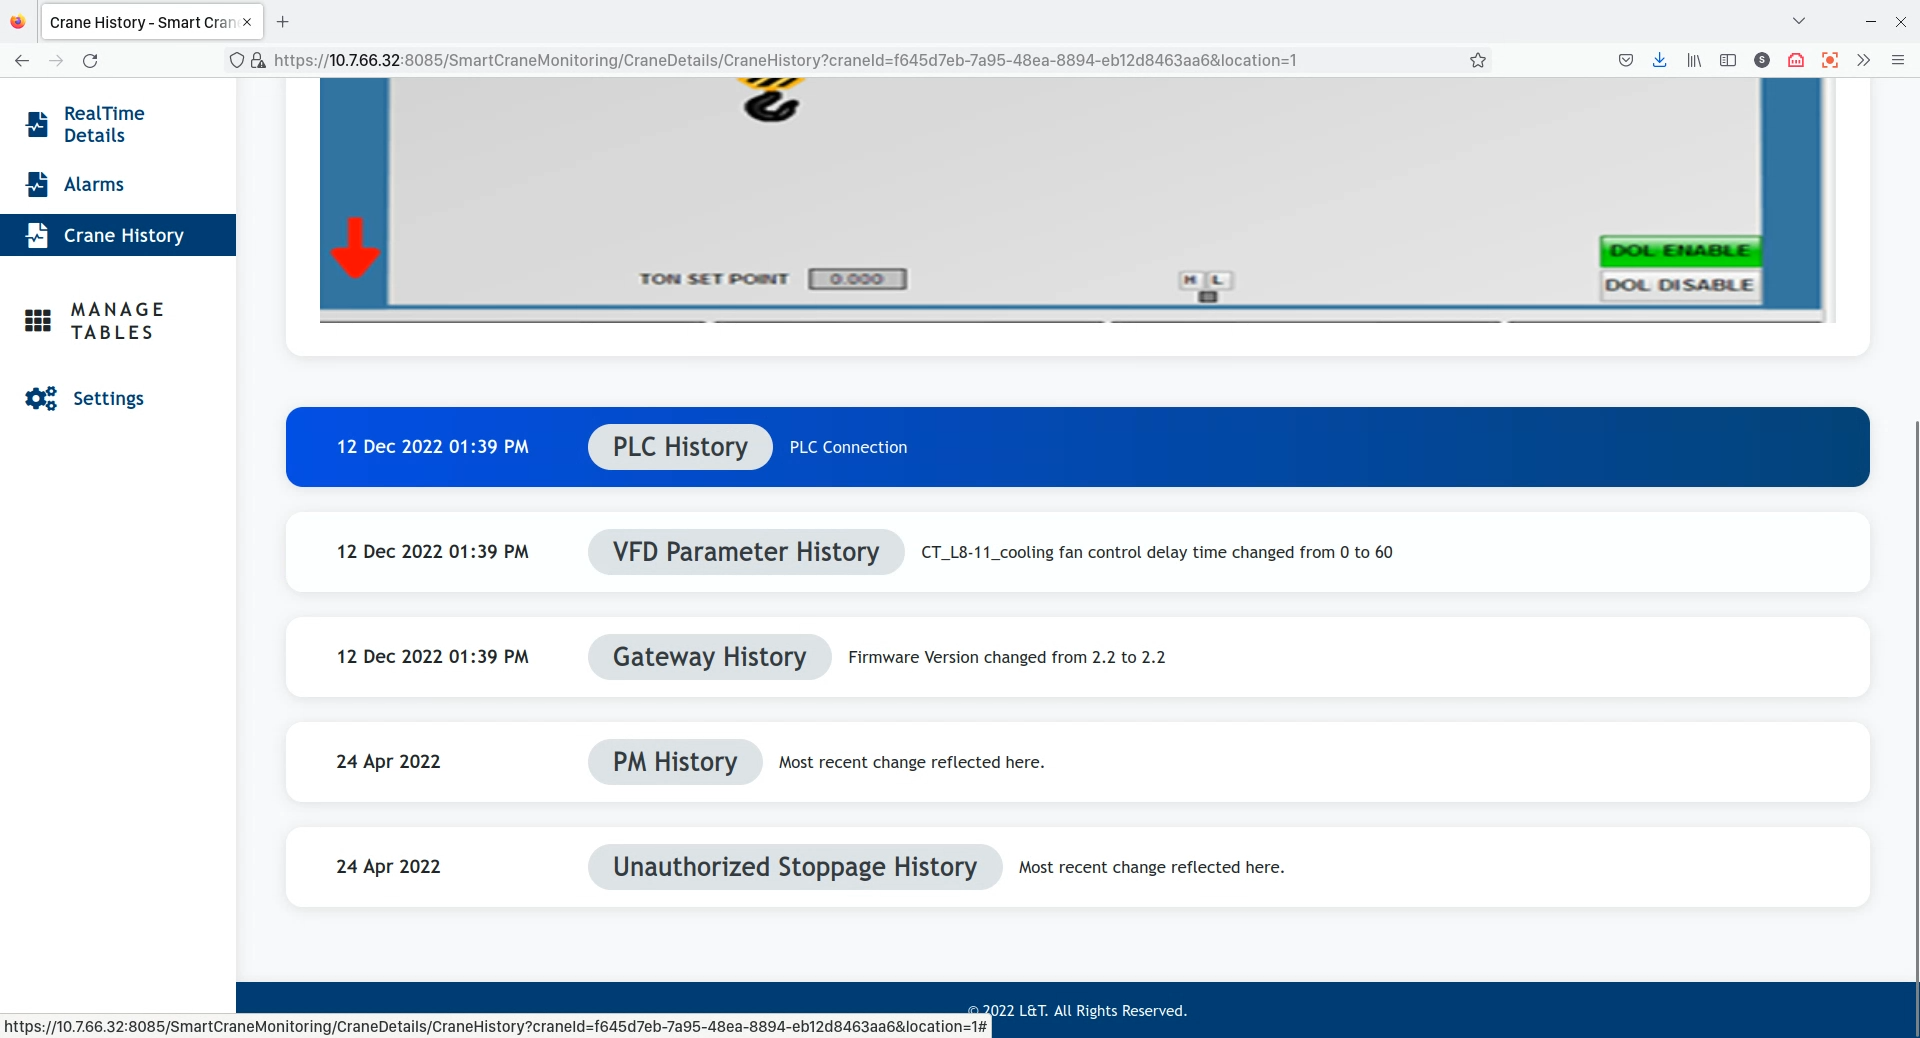 Crane History - Smart Cran
https://10.7.66.32:8085/SmartCraneMonitoring/CraneDetails/CraneHistory?craneId=f645d7eb-7a95-48ea-8894-eb12d8463aa6&location=1
S
RealTime
Details
Alarms
Crane History
MANAGE
TABLES
Settings
DOL ENABLE
TON SET POINT 0.000 H L DOL DISABLE
12 Dec 2022 01:39 PM PLC History PLC Connection
12 Dec 2022 01:39 PM VFD Parameter History CT_L8-11_cooling fan control delay time changed from 0 to 60
12 Dec 2022 01:39 PM Gateway History Firmware Version changed from 2.2 to 2.2
24 Apr 2022 PM History Most recent change reflected here.
24 Apr 2022 Unauthorized Stoppage History Most recent change reflected here.
© 2022 L&T. All Rights Reserved.
https://10.7.66.32:8085/SmartCraneMonitoring/CraneDetails/CraneHistory?craneId=f645d7eb-7a95-48ea-8894-eb12d8463aa6&location=1#